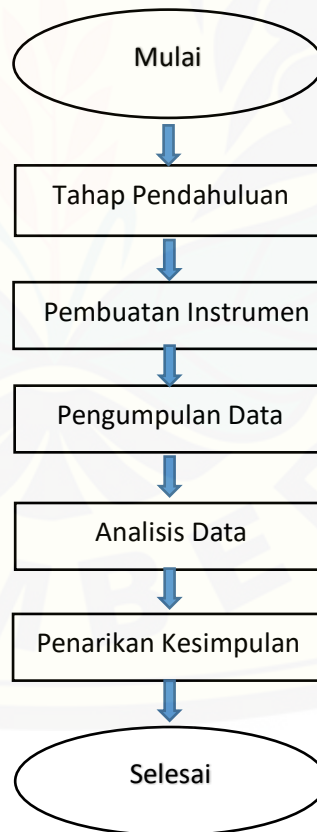 Mulai
Tahap Pendahuluan
Pembuatan Instrumen
Pengumpulan Data
Analisis Data
Penarikan Kesimpulan
Selesai